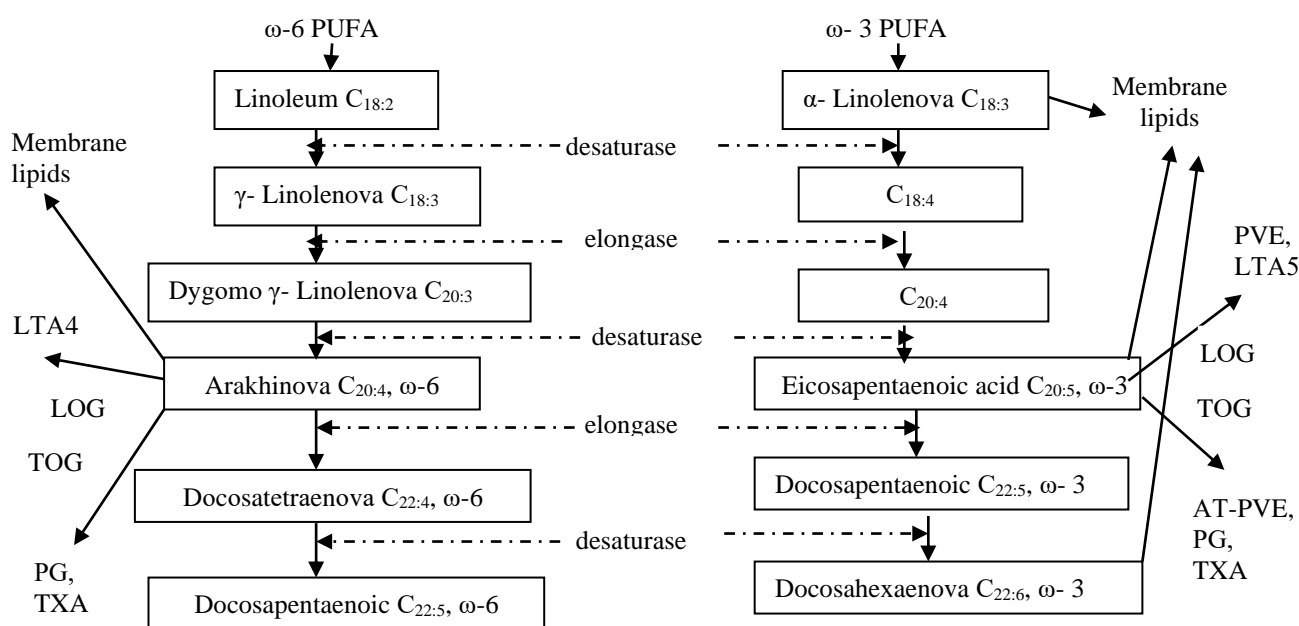 ω-6 PUFA
ω- 3 PUFA
Linoleum C18:2
α- Linolenova C18:3
Membrane
lipids
Membrane
lipids
desaturase
γ- Linolenova C18:3
C18:4
elongase
PVE,
LTA5
Dygomo γ- Linolenova C20:3
C20:4
LTA4
desaturase
LOG
Arakhinova C20:4, ω-6
Eicosapentaenoic acid C20:5, ω-3
LOG
TOG
elongase
TOG
Docosatetraenova C22:4, ω-6
Docosapentaenoic C22:5, ω- 3
AT-PVE,
PG,
TXA
desaturase
PG,
TXA
Docosapentaenoic C22:5, ω-6
Docosahexaenova C22:6, ω- 3